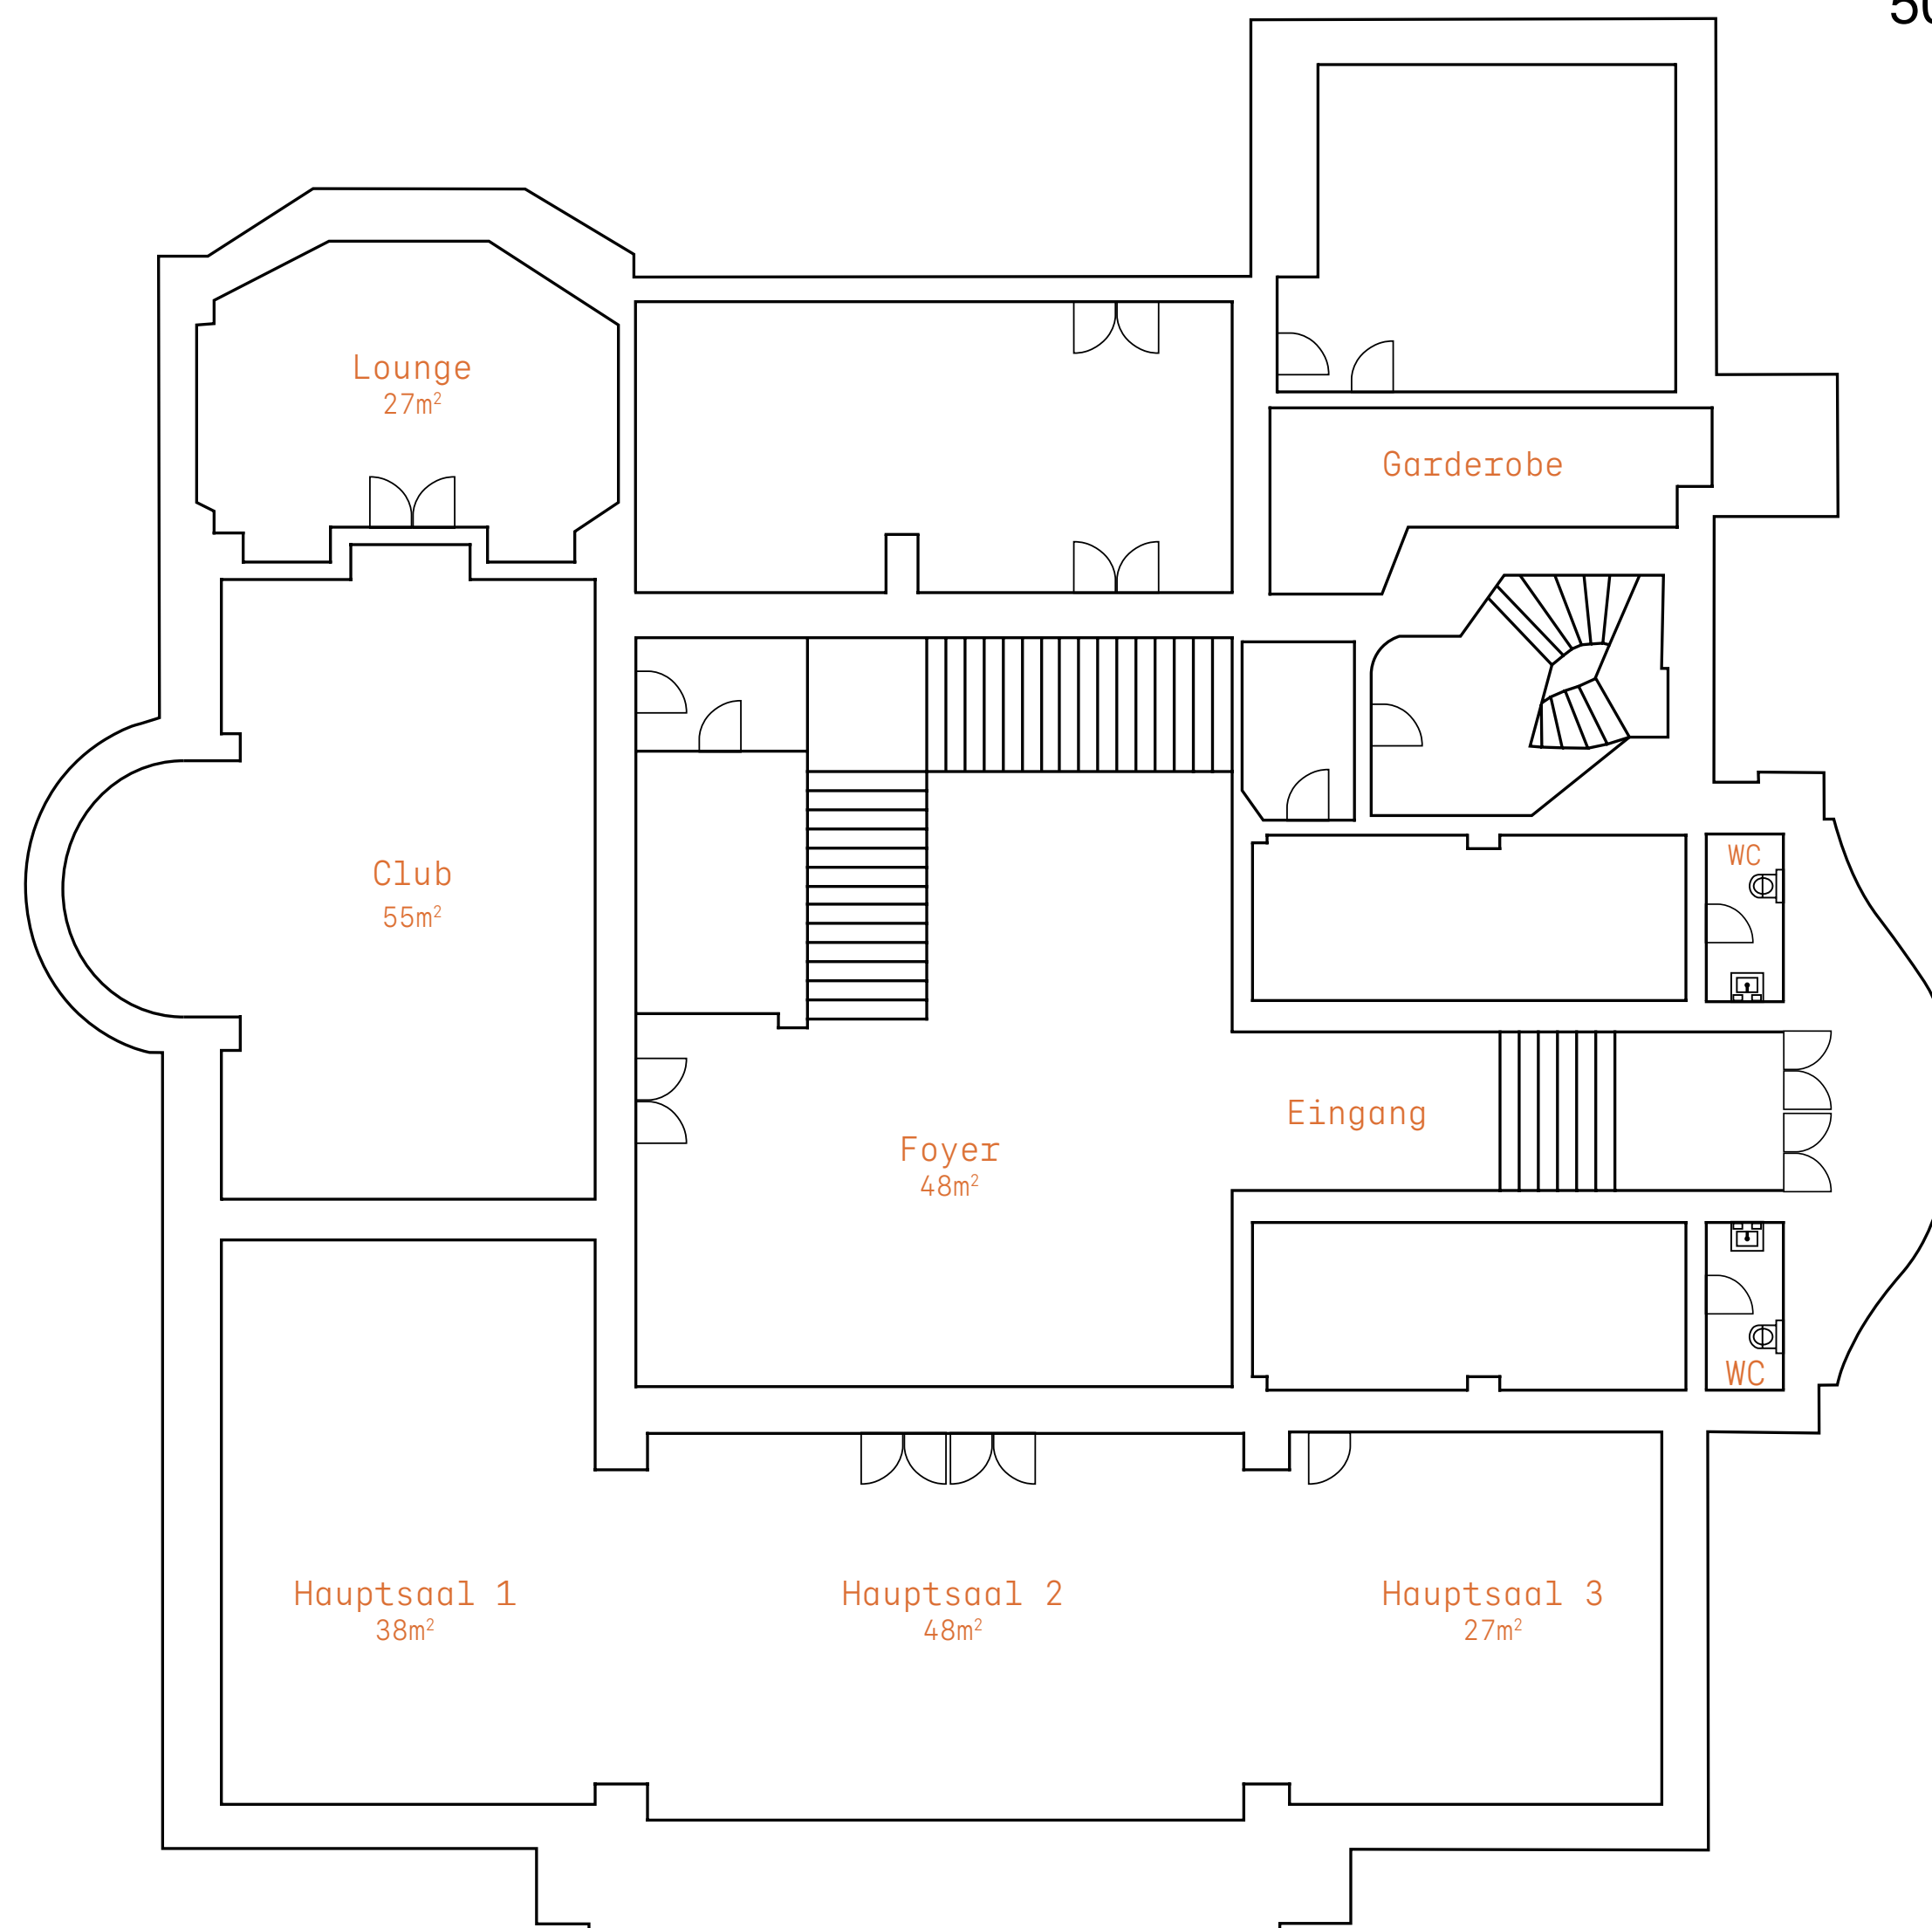 Lounge
27m²
Garderobe
Club
55m²
WC
Eingang
Foyer
48m²
WC
Hauptsaal 1
38m²
Hauptsaal 2
48m²
Hauptsaal 3
27m²